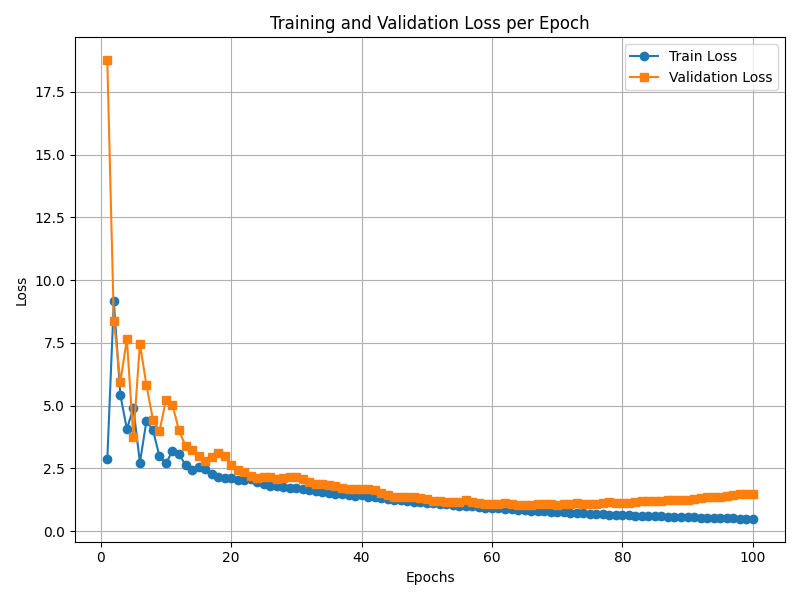 Training and Validation Loss per Epoch
Train Loss
Validation Loss
Loss
17.5
15.0
12.5
10.0
7.5
5.0
2.5
0.0
0 20 40 60 80 100
Epochs